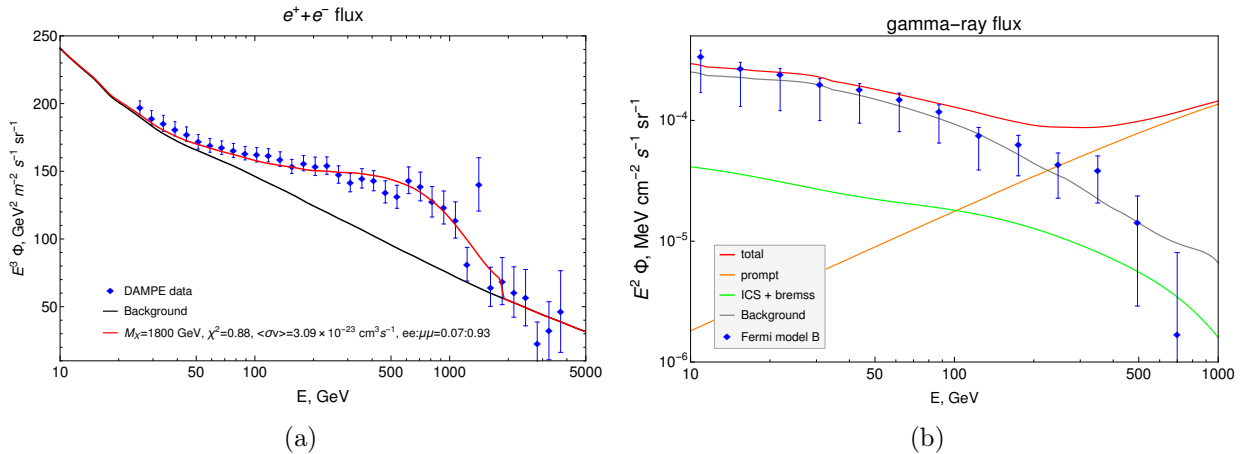 e⁺+e⁻ flux
E³ Φ, GeV² m⁻² s⁻¹ sr⁻¹
250
200
150
100
50
DAMPE data
Background
Mχ=1800 GeV, χ²=0.88, <σv>=3.09×10⁻²³ cm³s⁻¹, ee:μμ=0.07:0.93
10 50 100 500 1000 5000
E, GeV
(a)
gamma-ray flux
E² Φ, MeV cm⁻² s⁻¹ sr⁻¹
10⁻⁴
10⁻⁵
10⁻⁶
total
prompt
ICS + bremss
Background
Fermi model B
10 50 100 500 1000
E, GeV
(b)